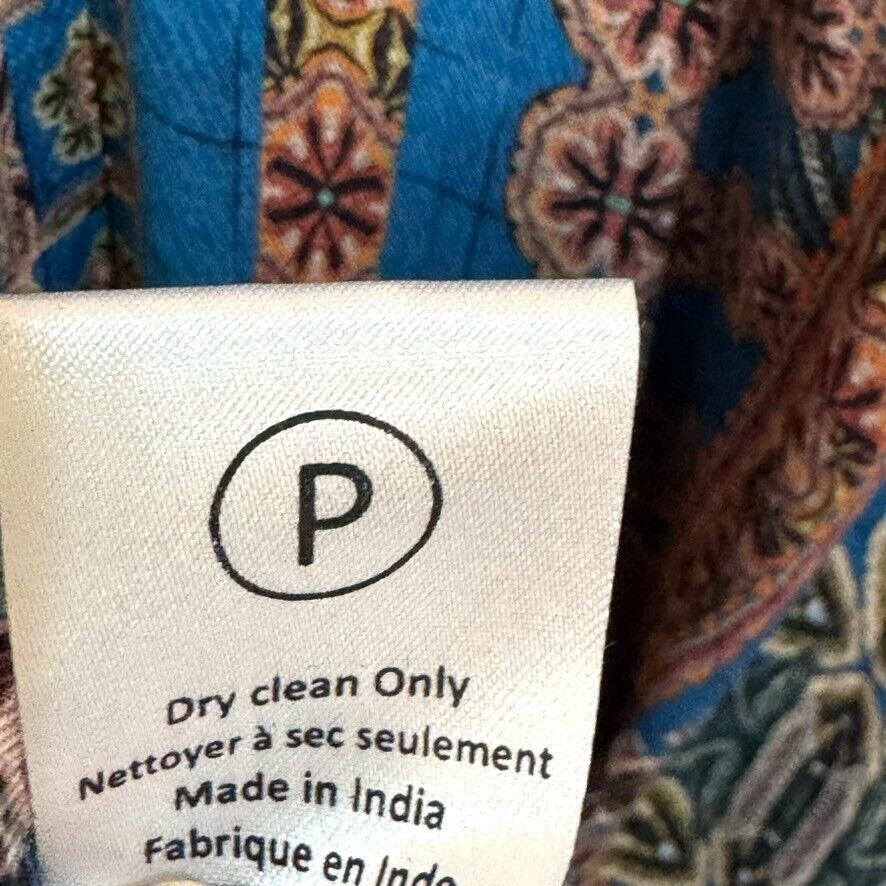 P
Dry clean Only
Nettoyer à sec seulement
Made in India
Fabrique en Inde